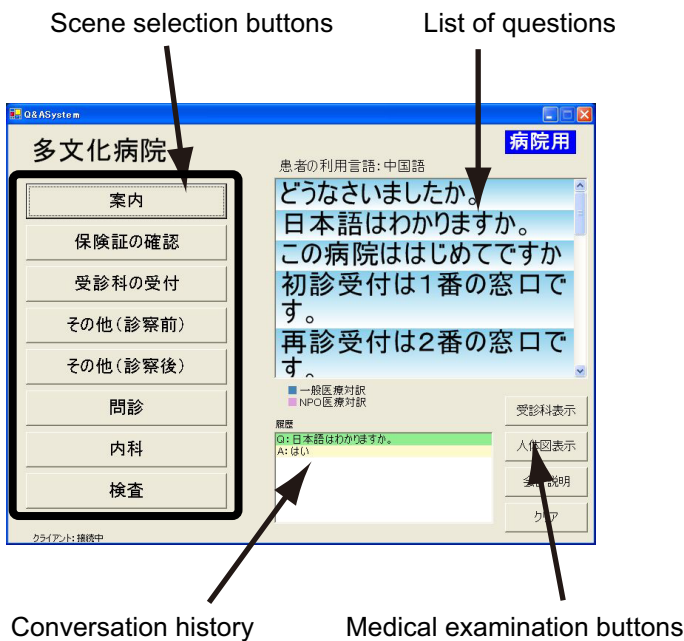 Scene selection buttons
List of questions
Q&ASystem
多文化病院
病院用
患者の利用言語:中国語
案内
保険証の確認
受診科の受付
その他(診察前)
その他(診察後)
問診
内科
検査
どうなさいましたか。
日本語はわかりますか。
この病院ははじめてですか
初診受付は1番の窓口で
す。
再診受付は2番の窓口で
す。
一般医療対訳
NPO医療対訳
履歴
Q:日本語はわかりますか。
A:はい
受診科表示
人体図表示
説明
クリア
クライアント:接続中
Conversation history
Medical examination buttons